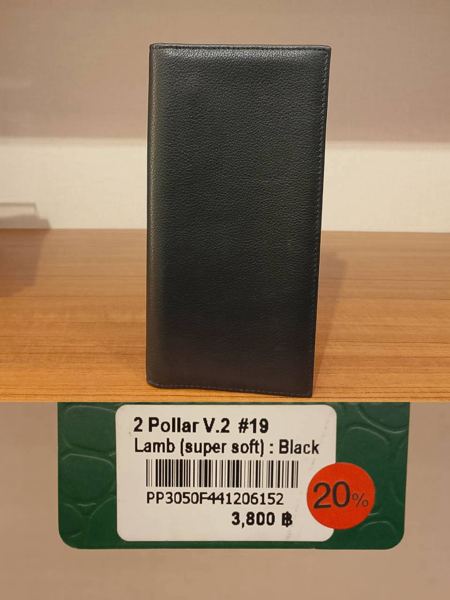 2 Pollar V.2 #19
Lamb (super soft) : Black
PP3050F441206152
3,800 ฿
20%